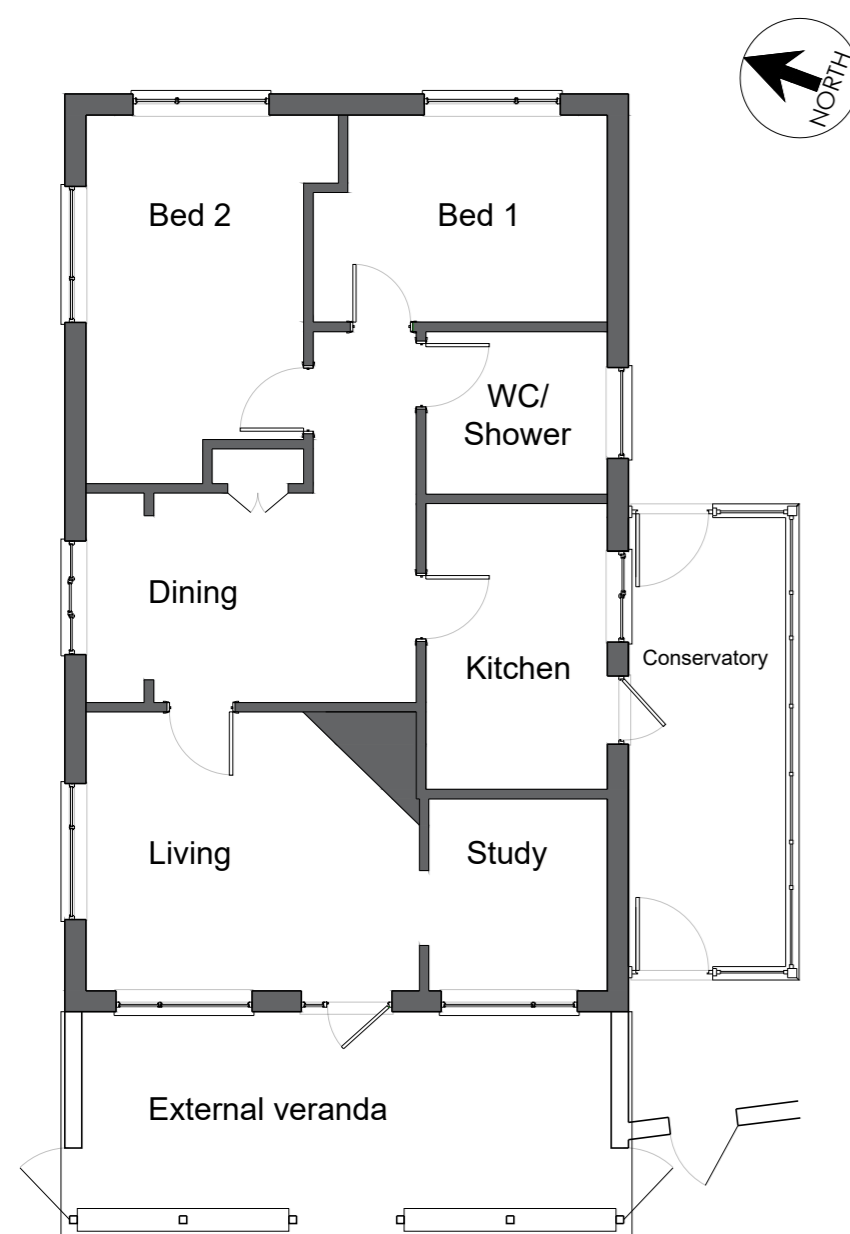 NORTH
Bed 2
Bed 1
WC/
Shower
Dining
Kitchen
Conservatory
Living
Study
External veranda